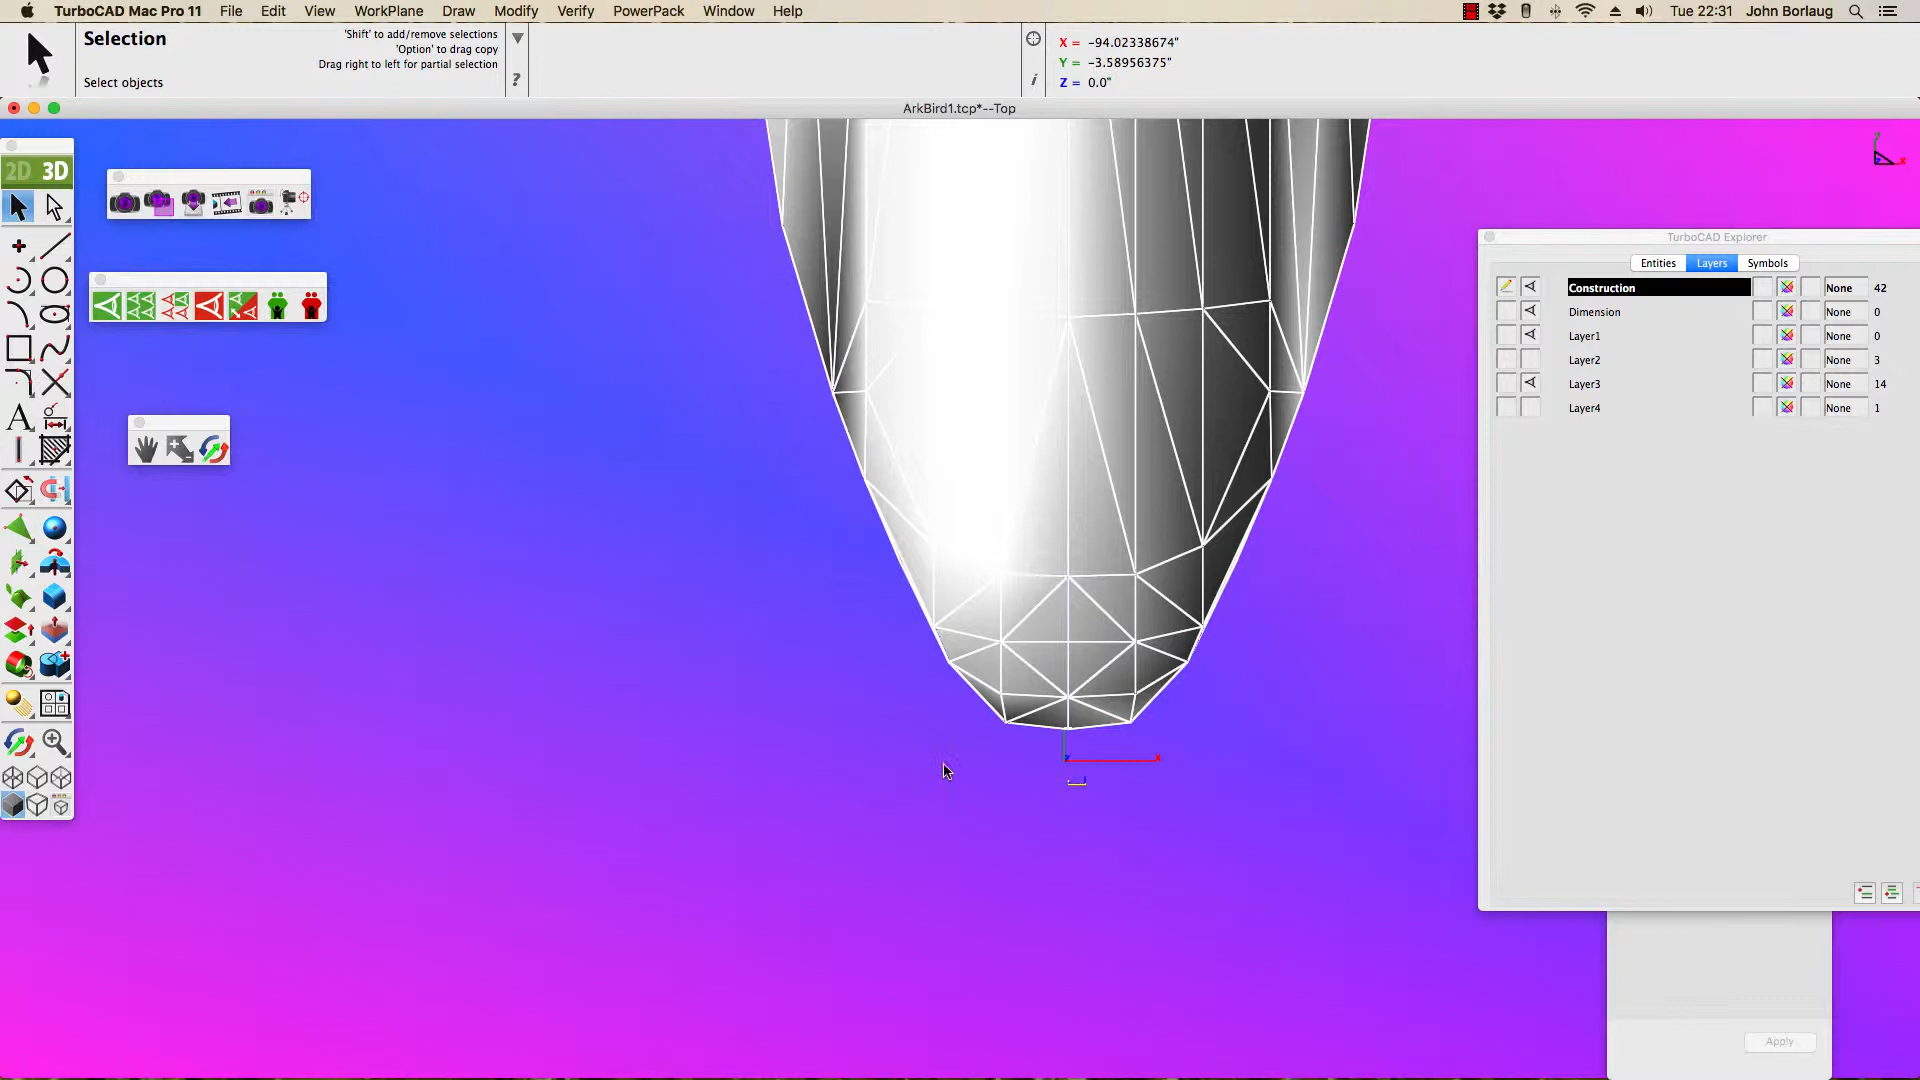 TurboCAD Mac Pro 11 File Edit View WorkPlane Draw Modify Verify PowerPack Window Help Tue 22:31 John Borlaug
Selection
'Shift' to add/remove selections
'Option' to drag copy
Drag right to left for partial selection
Select objects
?
i
X = -94.02338674"
Y = -3.58956375"
Z = 0.0"
ArkBird1.tcp*--Top
2D 3D
A
TurboCAD Explorer
Entities Layers Symbols
Construction None 42
Dimension None 0
Layer1 None 0
Layer2 None 3
Layer3 None 14
Layer4 None 1
Apply